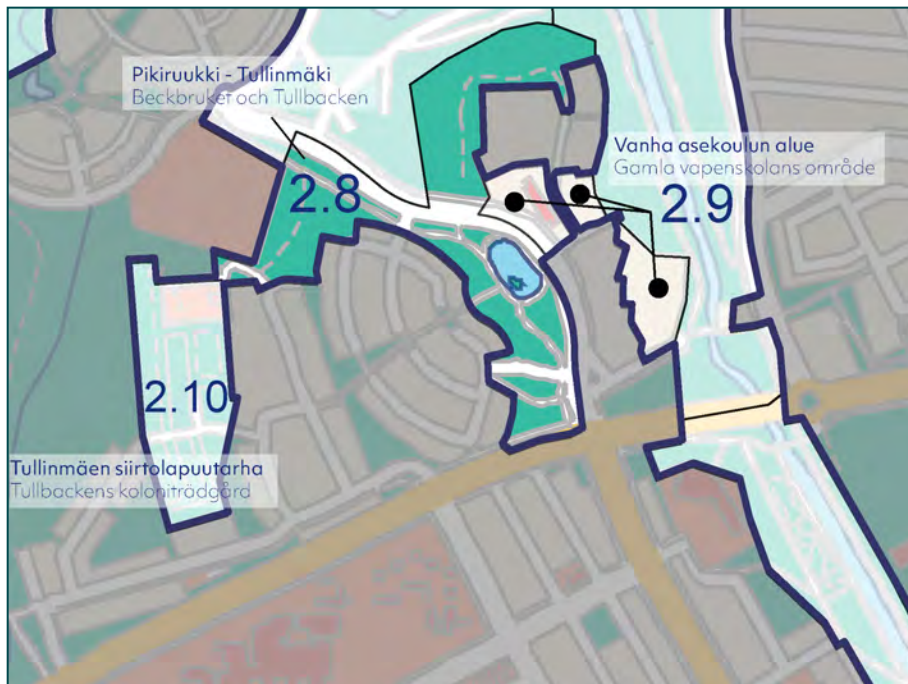 Pikiruukki - Tullinmäki
Beckbruket och Tullbacken
Vanha asekoulun alue
Gamla vapenskolans område
2.8
2.9
2.10
Tullinmäen siirtolapuutarha
Tullbackens koloniträdgård